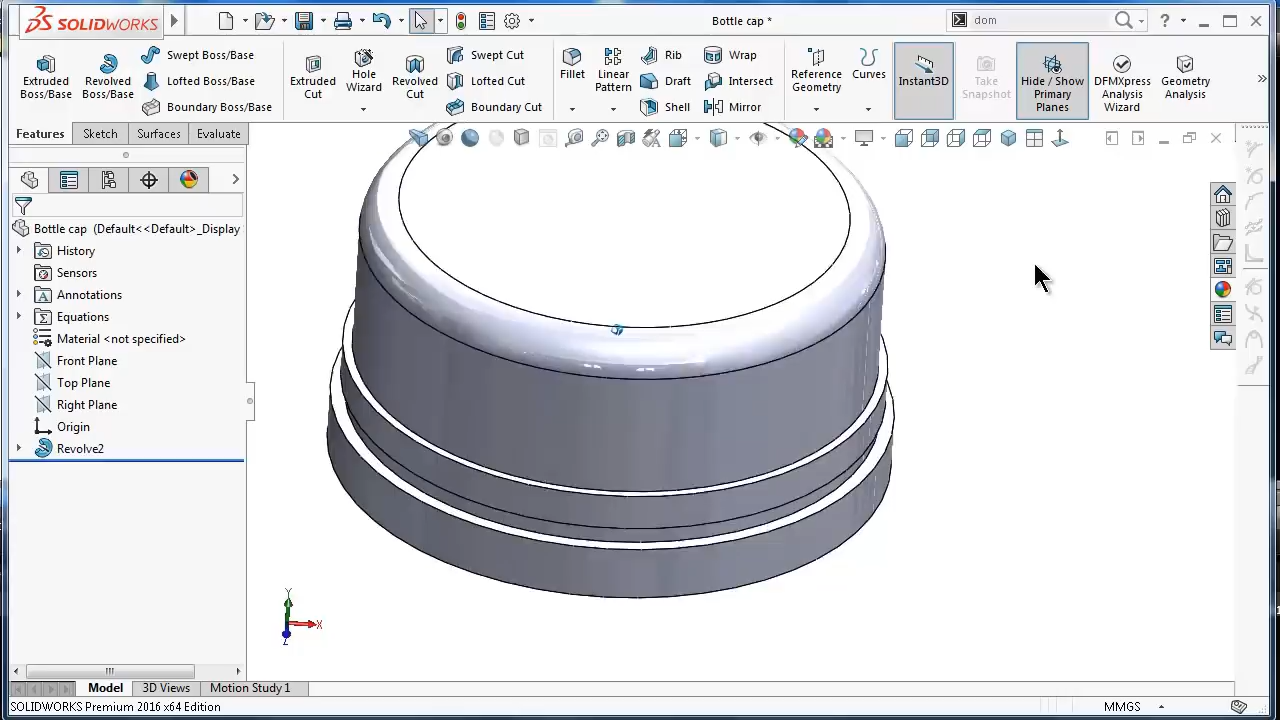 SOLIDWORKS
Bottle cap *
dom
Extruded Boss/Base
Revolved Boss/Base
Swept Boss/Base
Lofted Boss/Base
Boundary Boss/Base
Extruded Cut
Hole Wizard
Revolved Cut
Swept Cut
Lofted Cut
Boundary Cut
Fillet
Linear Pattern
Rib
Draft
Shell
Wrap
Intersect
Mirror
Reference Geometry
Curves
Instant3D
Take Snapshot
Hide / Show Primary Planes
DFMXpress Analysis Wizard
Geometry Analysis
Features Sketch Surfaces Evaluate
Bottle cap (Default<<Default>_Display
History
Sensors
Annotations
Equations
Material <not specified>
Front Plane
Top Plane
Right Plane
Origin
Revolve2
Y
X
Z
Model 3D Views Motion Study 1
SOLIDWORKS Premium 2016 x64 Edition
MMGS